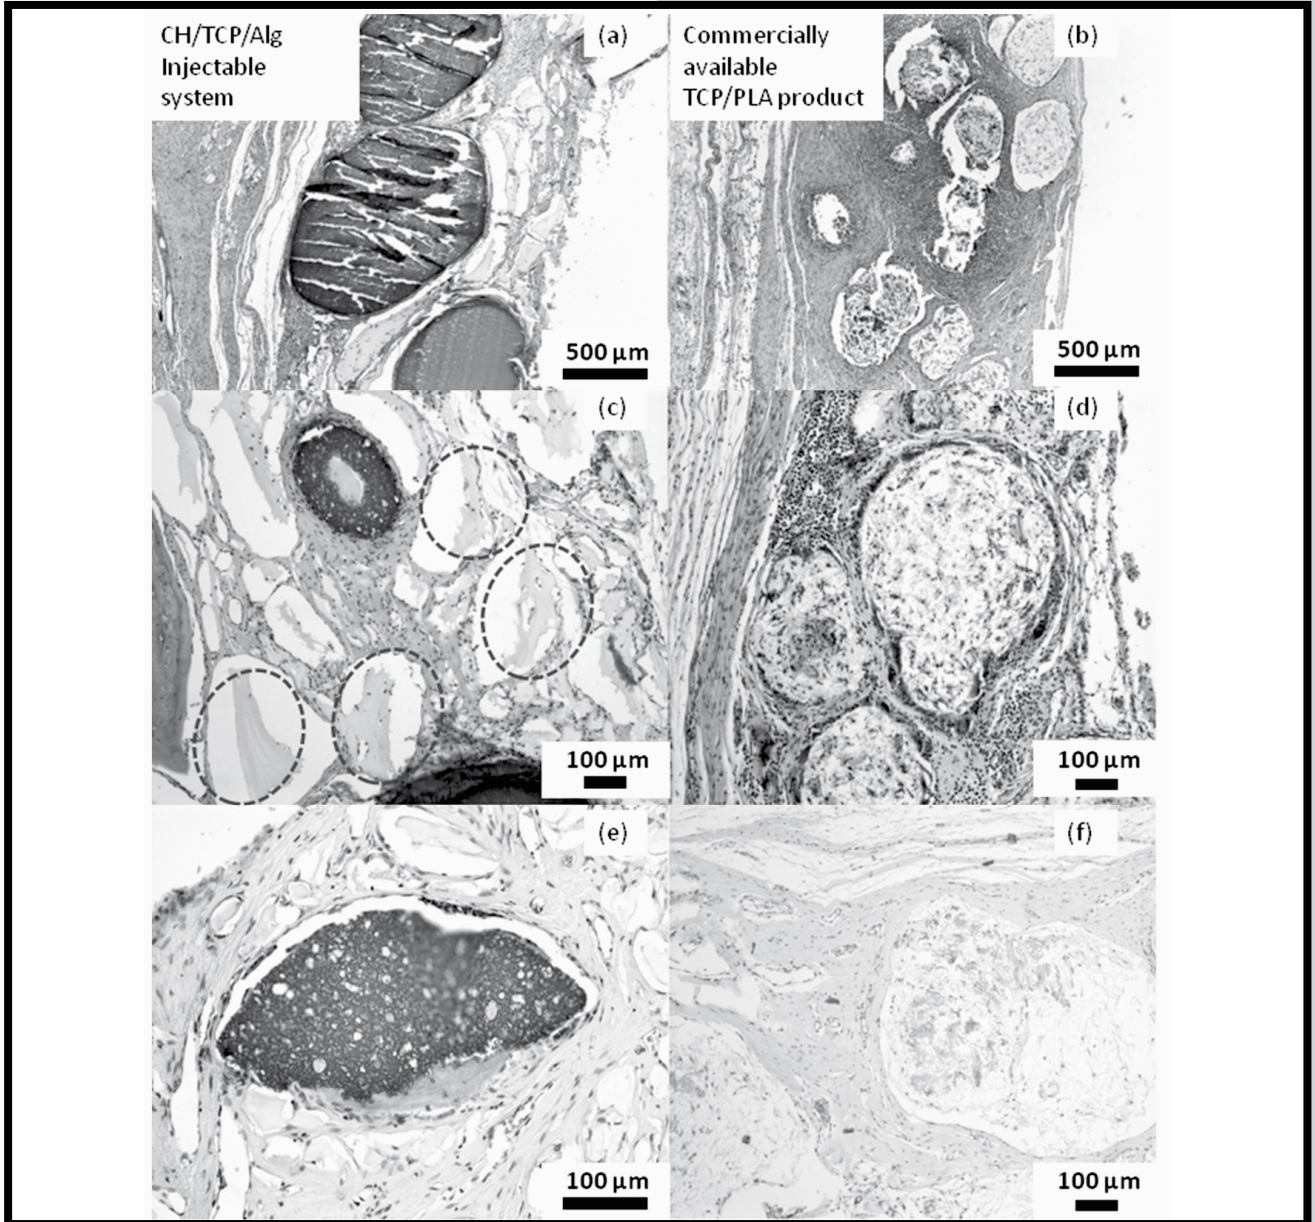 CH/TCP/Alg
Injectable
system
(a)
Commercially
available
TCP/PLA product
(b)
500 µm
500 µm
(c)
(d)
100 µm
100 µm
(e)
(f)
100 µm
100 µm